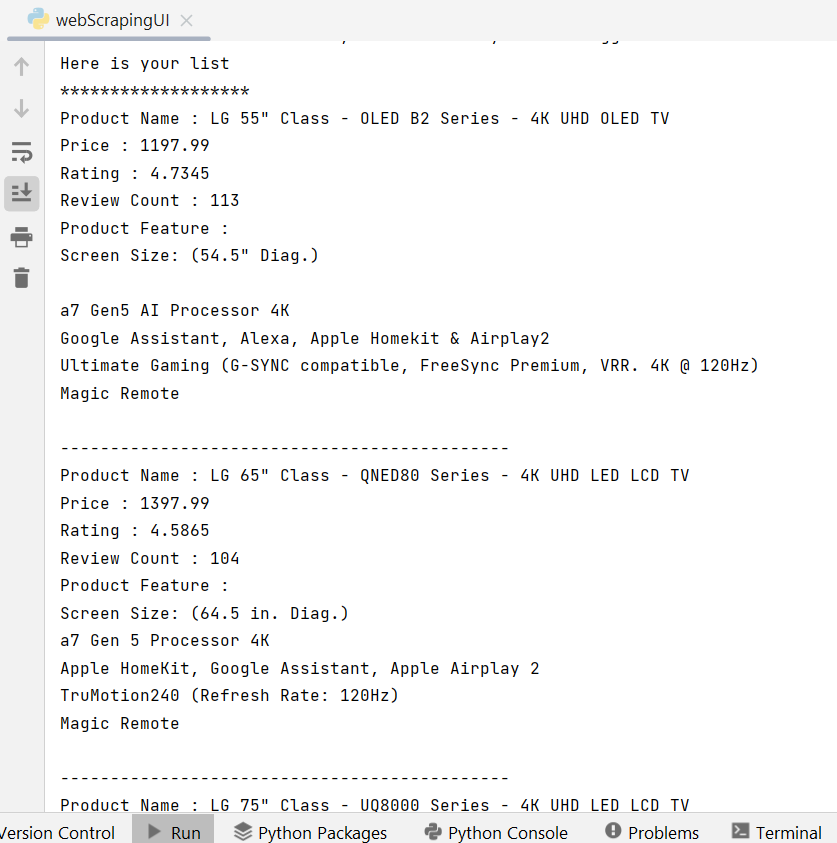 webScrapingUI
Here is your list
*******************
Product Name : LG 55" Class - OLED B2 Series - 4K UHD OLED TV
Price : 1197.99
Rating : 4.7345
Review Count : 113
Product Feature :
Screen Size: (54.5" Diag.)
a7 Gen5 AI Processor 4K
Google Assistant, Alexa, Apple Homekit & Airplay2
Ultimate Gaming (G-SYNC compatible, FreeSync Premium, VRR. 4K @ 120Hz)
Magic Remote
---------------------------------------------
Product Name : LG 65" Class - QNED80 Series - 4K UHD LED LCD TV
Price : 1397.99
Rating : 4.5865
Review Count : 104
Product Feature :
Screen Size: (64.5 in. Diag.)
a7 Gen 5 Processor 4K
Apple HomeKit, Google Assistant, Apple Airplay 2
TruMotion240 (Refresh Rate: 120Hz)
Magic Remote
---------------------------------------------
Product Name : LG 75" Class - UQ8000 Series - 4K UHD LED LCD TV
Version Control Run Python Packages Python Console Problems Terminal